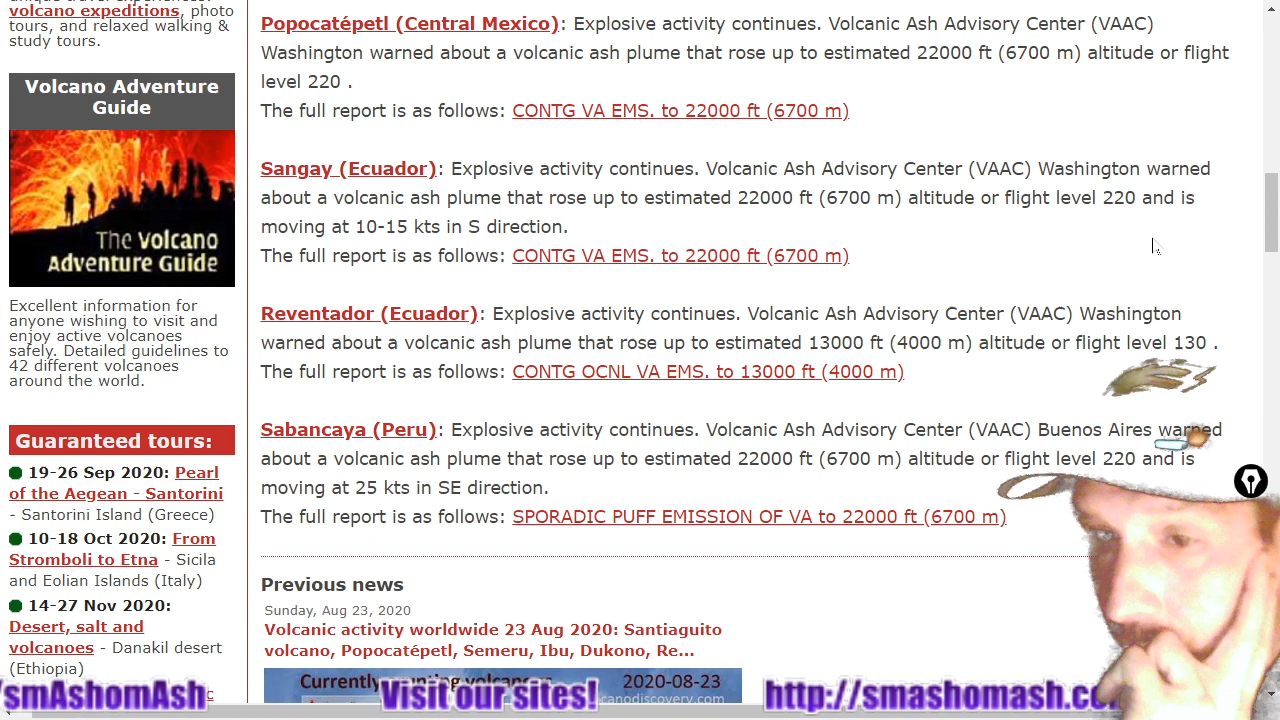 unique travel experiences:
volcano expeditions, photo
tours, and relaxed walking &
study tours.
Volcano Adventure
Guide
The Volcano
Adventure Guide
Excellent information for
anyone wishing to visit and
enjoy active volcanoes
safely. Detailed guidelines to
42 different volcanoes
around the world.
Guaranteed tours:
19-26 Sep 2020: Pearl
of the Aegean - Santorini
- Santorini Island (Greece)
10-18 Oct 2020: From
Stromboli to Etna - Sicila
and Eolian Islands (Italy)
14-27 Nov 2020:
Desert, salt and
volcanoes - Danakil desert
(Ethiopia)
Popocatépetl (Central Mexico): Explosive activity continues. Volcanic Ash Advisory Center (VAAC)
Washington warned about a volcanic ash plume that rose up to estimated 22000 ft (6700 m) altitude or flight
level 220 .
The full report is as follows: CONTG VA EMS. to 22000 ft (6700 m)
Sangay (Ecuador): Explosive activity continues. Volcanic Ash Advisory Center (VAAC) Washington warned
about a volcanic ash plume that rose up to estimated 22000 ft (6700 m) altitude or flight level 220 and is
moving at 10-15 kts in S direction.
The full report is as follows: CONTG VA EMS. to 22000 ft (6700 m)
Reventador (Ecuador): Explosive activity continues. Volcanic Ash Advisory Center (VAAC) Washington
warned about a volcanic ash plume that rose up to estimated 13000 ft (4000 m) altitude or flight level 130 .
The full report is as follows: CONTG OCNL VA EMS. to 13000 ft (4000 m)
Sabancaya (Peru): Explosive activity continues. Volcanic Ash Advisory Center (VAAC) Buenos Aires warned
about a volcanic ash plume that rose up to estimated 22000 ft (6700 m) altitude or flight level 220 and is
moving at 25 kts in SE direction.
The full report is as follows: SPORADIC PUFF EMISSION OF VA to 22000 ft (6700 m)
Previous news
Sunday, Aug 23, 2020
Volcanic activity worldwide 23 Aug 2020: Santiaguito
volcano, Popocatépetl, Semeru, Ibu, Dukono, Re...
Currently erupting volcanoes 2020-08-23
/smAshomAsh Visit our sites! http://smashomash.co